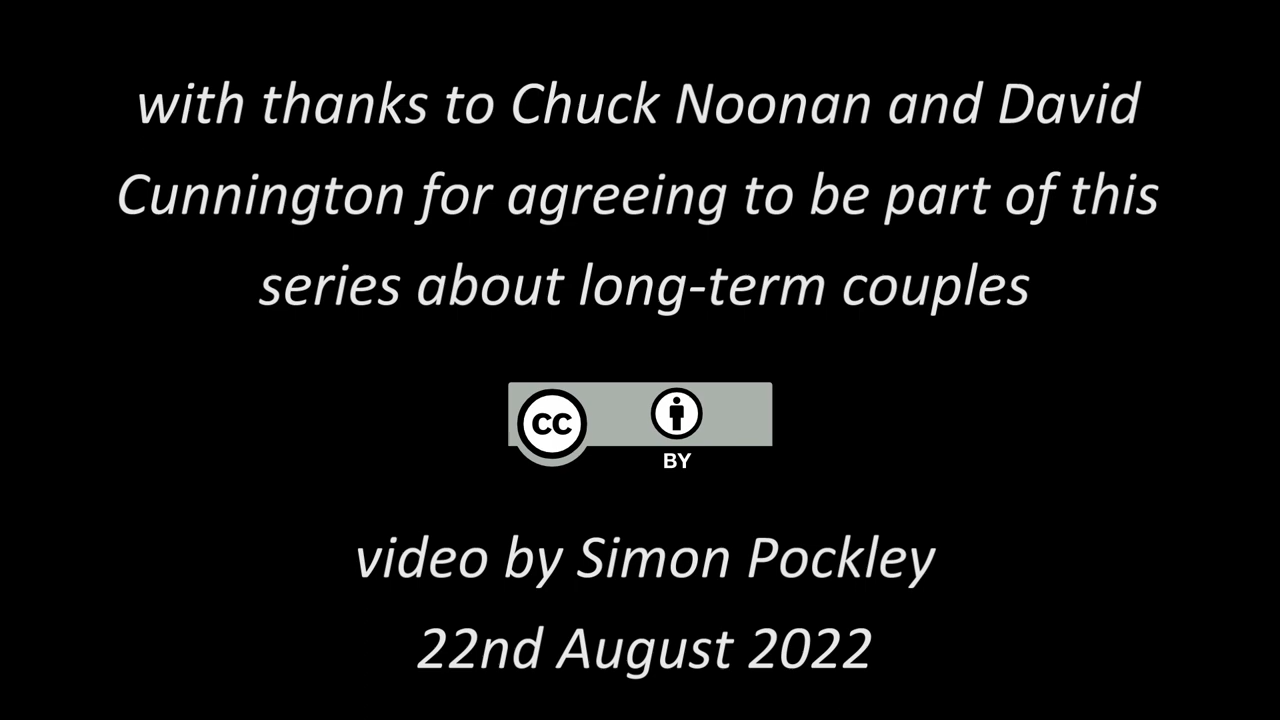 with thanks to Chuck Noonan and David
Cunnington for agreeing to be part of this
series about long-term couples
CC
BY
video by Simon Pockley
22nd August 2022